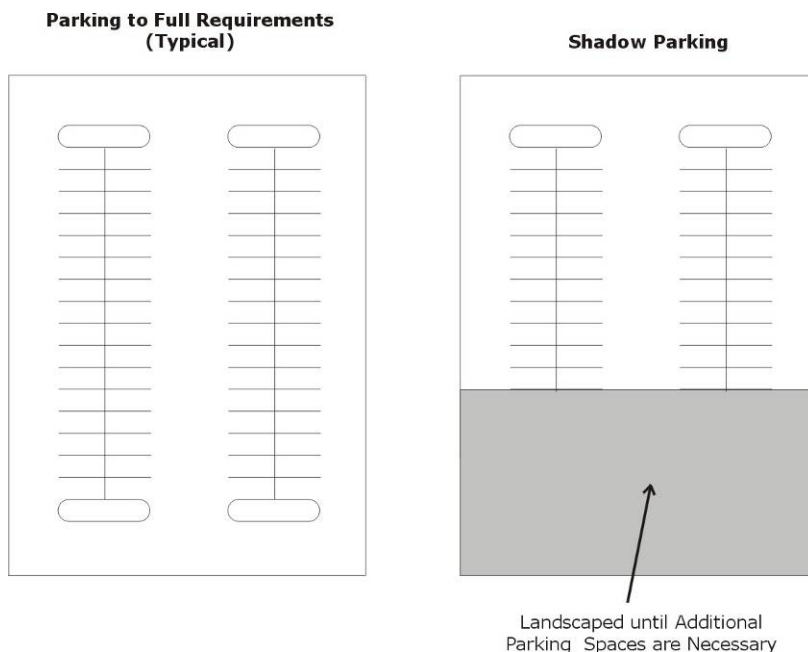 Parking to Full Requirements
(Typical)
Shadow Parking
Landscaped until Additional
Parking Spaces are Necessary